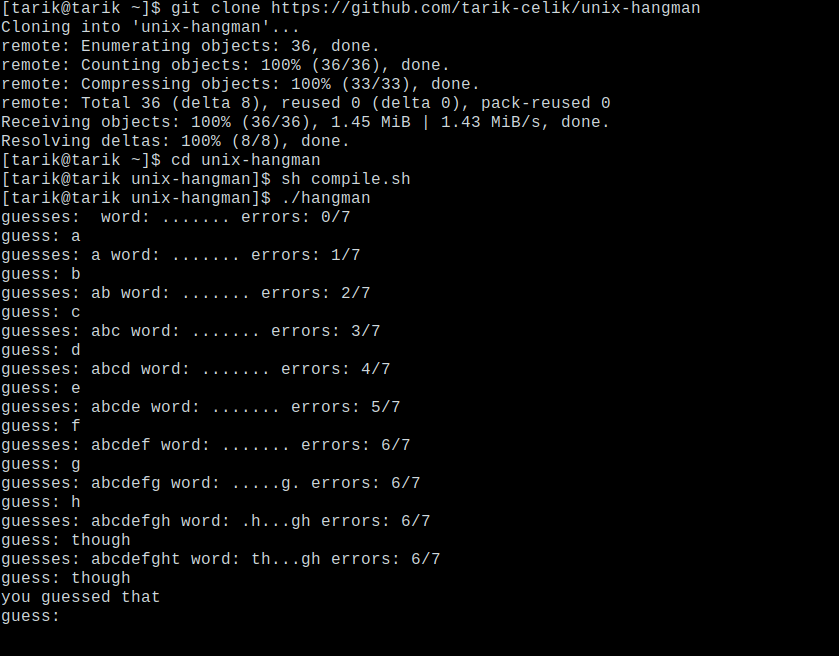 [tarik@tarik ~]$ git clone https://github.com/tarik-celik/unix-hangman
Cloning into 'unix-hangman'...
remote: Enumerating objects: 36, done.
remote: Counting objects: 100% (36/36), done.
remote: Compressing objects: 100% (33/33), done.
remote: Total 36 (delta 8), reused 0 (delta 0), pack-reused 0
Receiving objects: 100% (36/36), 1.45 MiB | 1.43 MiB/s, done.
Resolving deltas: 100% (8/8), done.
[tarik@tarik ~]$ cd unix-hangman
[tarik@tarik unix-hangman]$ sh compile.sh
[tarik@tarik unix-hangman]$ ./hangman
guesses:  word: ....... errors: 0/7
guess: a
guesses: a word: ....... errors: 1/7
guess: b
guesses: ab word: ....... errors: 2/7
guess: c
guesses: abc word: ....... errors: 3/7
guess: d
guesses: abcd word: ....... errors: 4/7
guess: e
guesses: abcde word: ....... errors: 5/7
guess: f
guesses: abcdef word: ....... errors: 6/7
guess: g
guesses: abcdefg word: .....g. errors: 6/7
guess: h
guesses: abcdefgh word: .h...gh errors: 6/7
guess: though
guesses: abcdefght word: th...gh errors: 6/7
guess: though
you guessed that
guess: